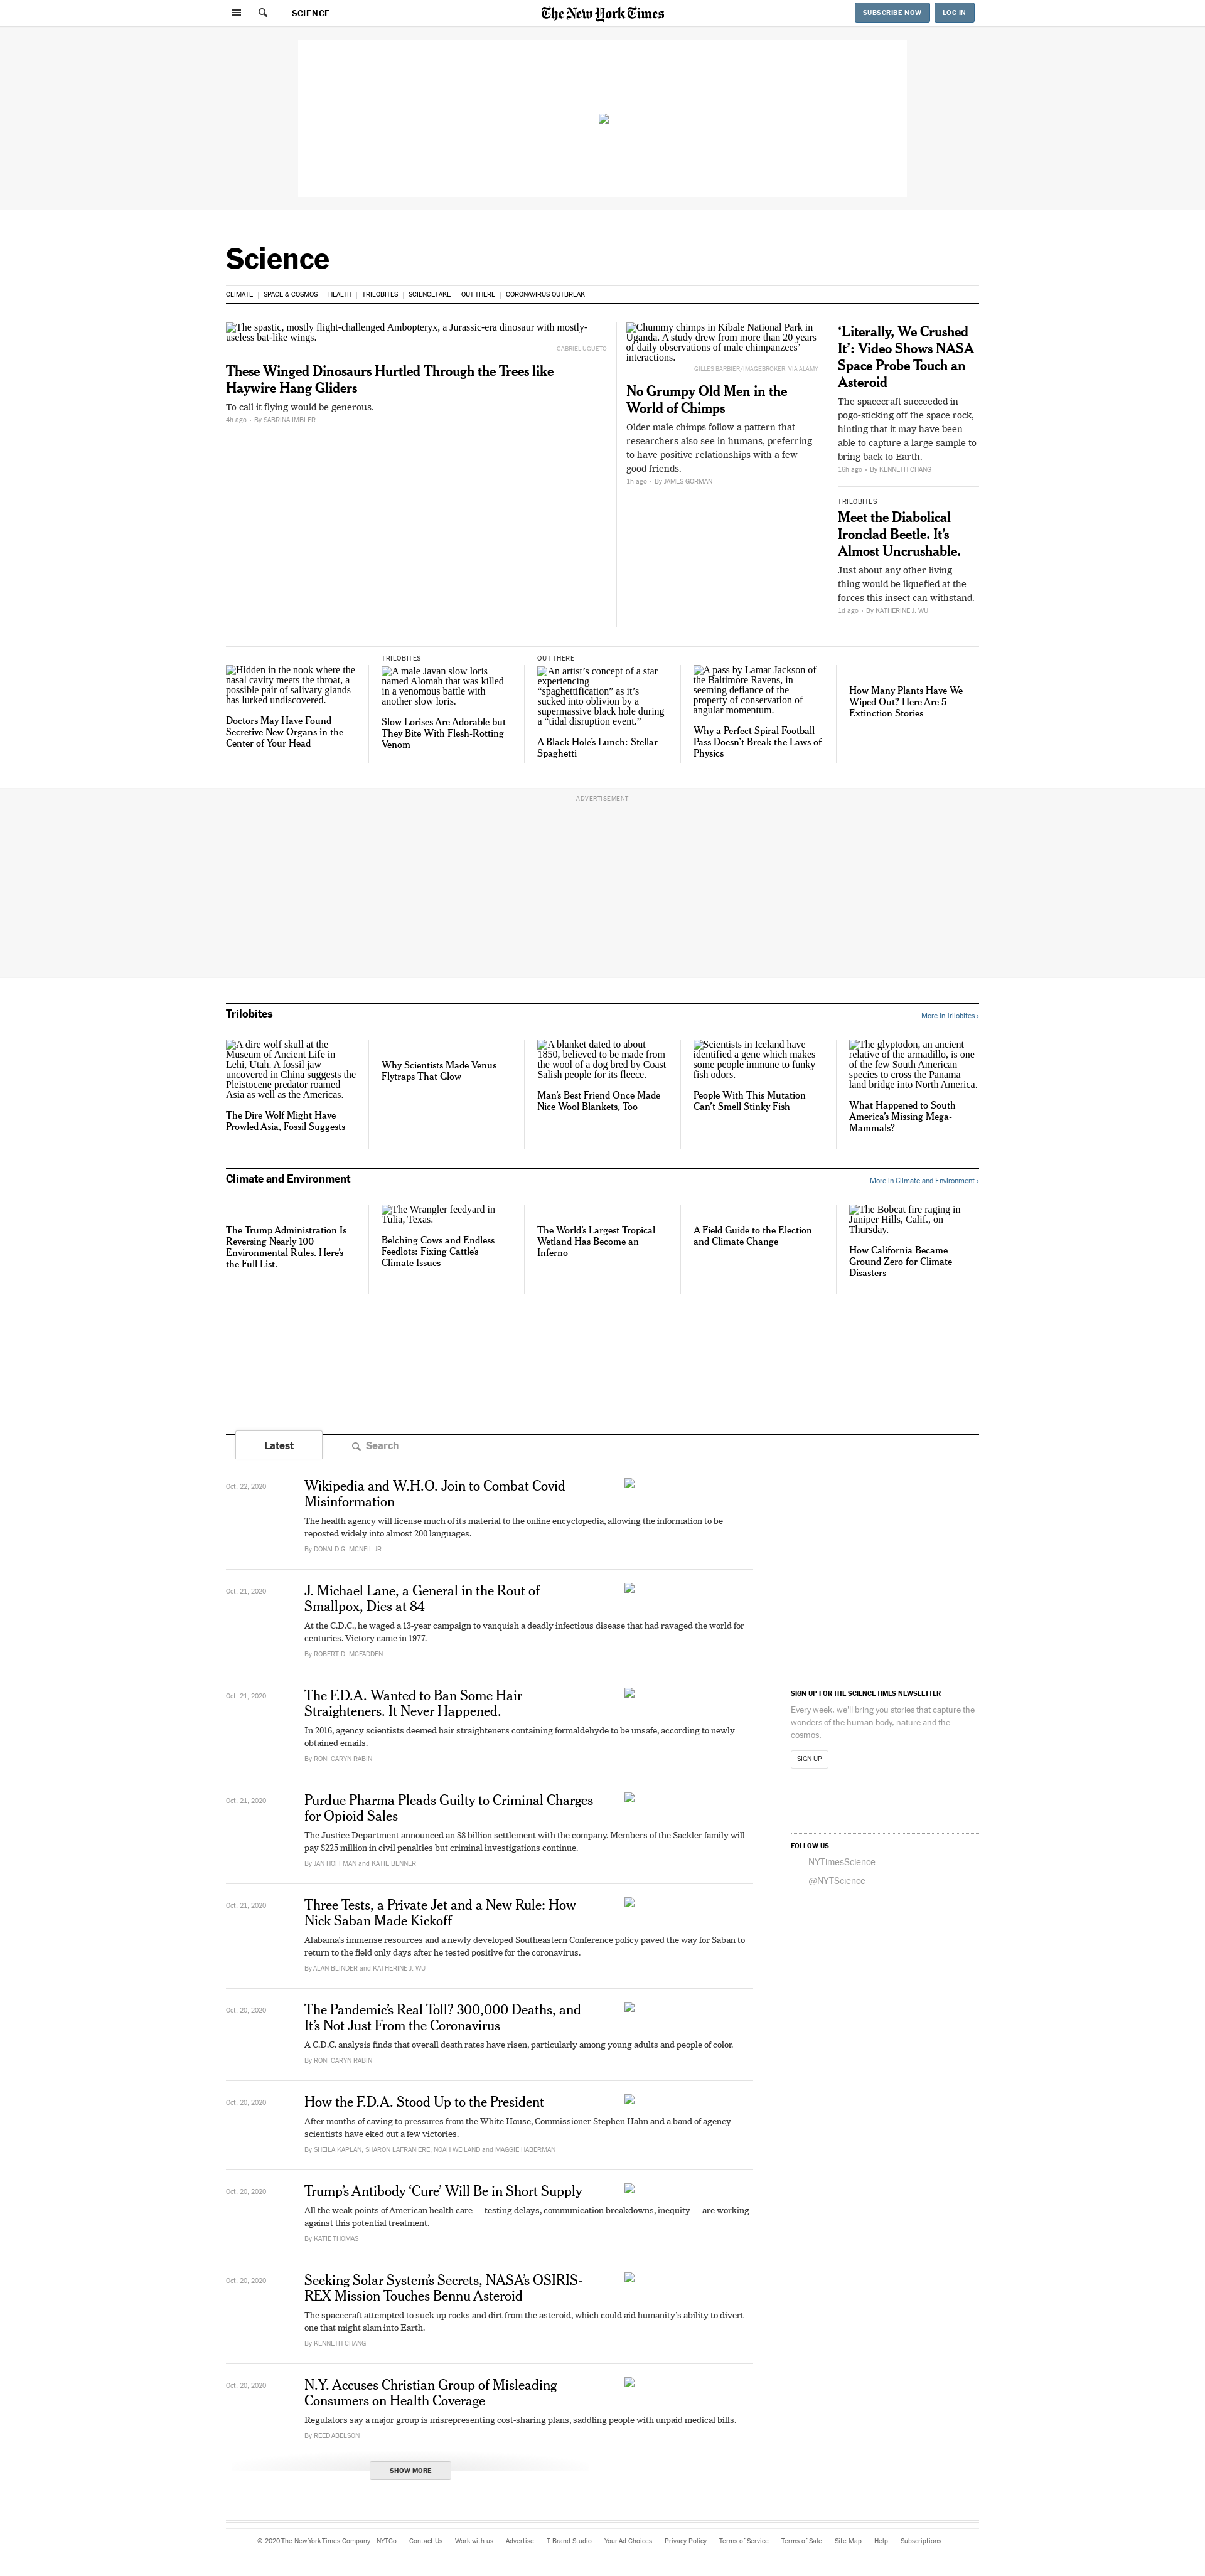 SCIENCE
The New York Times
SUBSCRIBE NOW
LOG IN
Science
CLIMATE | SPACE & COSMOS | HEALTH | TRILOBITES | SCIENCETAKE | OUT THERE | CORONAVIRUS OUTBREAK
The spastic, mostly flight-challenged Ambopteryx, a Jurassic-era dinosaur with mostly-
useless bat-like wings.
GABRIEL UGUETO
These Winged Dinosaurs Hurtled Through the Trees like
Haywire Hang Gliders
To call it flying would be generous.
4h ago • By SABRINA IMBLER
Chummy chimps in Kibale National Park in
Uganda. A study drew from more than 20 years
of daily observations of male chimpanzees’
interactions.
GILLES BARBIER/IMAGEBROKER, VIA ALAMY
No Grumpy Old Men in the
World of Chimps
Older male chimps follow a pattern that
researchers also see in humans, preferring
to have positive relationships with a few
good friends.
1h ago • By JAMES GORMAN
‘Literally, We Crushed
It’: Video Shows NASA
Space Probe Touch an
Asteroid
The spacecraft succeeded in
pogo-sticking off the space rock,
hinting that it may have been
able to capture a large sample to
bring back to Earth.
16h ago • By KENNETH CHANG
TRILOBITES
Meet the Diabolical
Ironclad Beetle. It’s
Almost Uncrushable.
Just about any other living
thing would be liquefied at the
forces this insect can withstand.
1d ago • By KATHERINE J. WU
Hidden in the nook where the
nasal cavity meets the throat, a
possible pair of salivary glands
has lurked undiscovered.
Doctors May Have Found
Secretive New Organs in the
Center of Your Head
TRILOBITES
A male Javan slow loris
named Alomah that was killed
in a venomous battle with
another slow loris.
Slow Lorises Are Adorable but
They Bite With Flesh-Rotting
Venom
OUT THERE
An artist’s concept of a star
experiencing
“spaghettification” as it’s
sucked into oblivion by a
supermassive black hole during
a “tidal disruption event.”
A Black Hole’s Lunch: Stellar
Spaghetti
A pass by Lamar Jackson of
the Baltimore Ravens, in
seeming defiance of the
property of conservation of
angular momentum.
Why a Perfect Spiral Football
Pass Doesn’t Break the Laws of
Physics
How Many Plants Have We
Wiped Out? Here Are 5
Extinction Stories
ADVERTISEMENT
Trilobites
More in Trilobites ›
A dire wolf skull at the
Museum of Ancient Life in
Lehi, Utah. A fossil jaw
uncovered in China suggests the
Pleistocene predator roamed
Asia as well as the Americas.
The Dire Wolf Might Have
Prowled Asia, Fossil Suggests
Why Scientists Made Venus
Flytraps That Glow
A blanket dated to about
1850, believed to be made from
the wool of a dog bred by Coast
Salish people for its fleece.
Man’s Best Friend Once Made
Nice Wool Blankets, Too
Scientists in Iceland have
identified a gene which makes
some people immune to funky
fish odors.
People With This Mutation
Can’t Smell Stinky Fish
The glyptodon, an ancient
relative of the armadillo, is one
of the few South American
species to cross the Panama
land bridge into North America.
What Happened to South
America’s Missing Mega-
Mammals?
Climate and Environment
More in Climate and Environment ›
The Trump Administration Is
Reversing Nearly 100
Environmental Rules. Here’s
the Full List.
The Wrangler feedyard in
Tulia, Texas.
Belching Cows and Endless
Feedlots: Fixing Cattle’s
Climate Issues
The World’s Largest Tropical
Wetland Has Become an
Inferno
A Field Guide to the Election
and Climate Change
The Bobcat fire raging in
Juniper Hills, Calif., on
Thursday.
How California Became
Ground Zero for Climate
Disasters
Latest
Search
Oct. 22, 2020
Wikipedia and W.H.O. Join to Combat Covid
Misinformation
The health agency will license much of its material to the online encyclopedia, allowing the information to be
reposted widely into almost 200 languages.
By DONALD G. MCNEIL JR.
Oct. 21, 2020
J. Michael Lane, a General in the Rout of
Smallpox, Dies at 84
At the C.D.C., he waged a 13-year campaign to vanquish a deadly infectious disease that had ravaged the world for
centuries. Victory came in 1977.
By ROBERT D. MCFADDEN
Oct. 21, 2020
The F.D.A. Wanted to Ban Some Hair
Straighteners. It Never Happened.
In 2016, agency scientists deemed hair straighteners containing formaldehyde to be unsafe, according to newly
obtained emails.
By RONI CARYN RABIN
Oct. 21, 2020
Purdue Pharma Pleads Guilty to Criminal Charges
for Opioid Sales
The Justice Department announced an $8 billion settlement with the company. Members of the Sackler family will
pay $225 million in civil penalties but criminal investigations continue.
By JAN HOFFMAN and KATIE BENNER
Oct. 21, 2020
Three Tests, a Private Jet and a New Rule: How
Nick Saban Made Kickoff
Alabama’s immense resources and a newly developed Southeastern Conference policy paved the way for Saban to
return to the field only days after he tested positive for the coronavirus.
By ALAN BLINDER and KATHERINE J. WU
Oct. 20, 2020
The Pandemic’s Real Toll? 300,000 Deaths, and
It’s Not Just From the Coronavirus
A C.D.C. analysis finds that overall death rates have risen, particularly among young adults and people of color.
By RONI CARYN RABIN
Oct. 20, 2020
How the F.D.A. Stood Up to the President
After months of caving to pressures from the White House, Commissioner Stephen Hahn and a band of agency
scientists have eked out a few victories.
By SHEILA KAPLAN, SHARON LAFRANIERE, NOAH WEILAND and MAGGIE HABERMAN
Oct. 20, 2020
Trump’s Antibody ‘Cure’ Will Be in Short Supply
All the weak points of American health care — testing delays, communication breakdowns, inequity — are working
against this potential treatment.
By KATIE THOMAS
Oct. 20, 2020
Seeking Solar System’s Secrets, NASA’s OSIRIS-
REX Mission Touches Bennu Asteroid
The spacecraft attempted to suck up rocks and dirt from the asteroid, which could aid humanity’s ability to divert
one that might slam into Earth.
By KENNETH CHANG
Oct. 20, 2020
N.Y. Accuses Christian Group of Misleading
Consumers on Health Coverage
Regulators say a major group is misrepresenting cost-sharing plans, saddling people with unpaid medical bills.
By REED ABELSON
SHOW MORE
SIGN UP FOR THE SCIENCE TIMES NEWSLETTER
Every week, we’ll bring you stories that capture the
wonders of the human body, nature and the
cosmos.
SIGN UP
FOLLOW US
NYTimesScience
@NYTScience
© 2020 The New York Times Company NYTCo Contact Us Work with us Advertise T Brand Studio Your Ad Choices Privacy Policy Terms of Service Terms of Sale Site Map Help Subscriptions